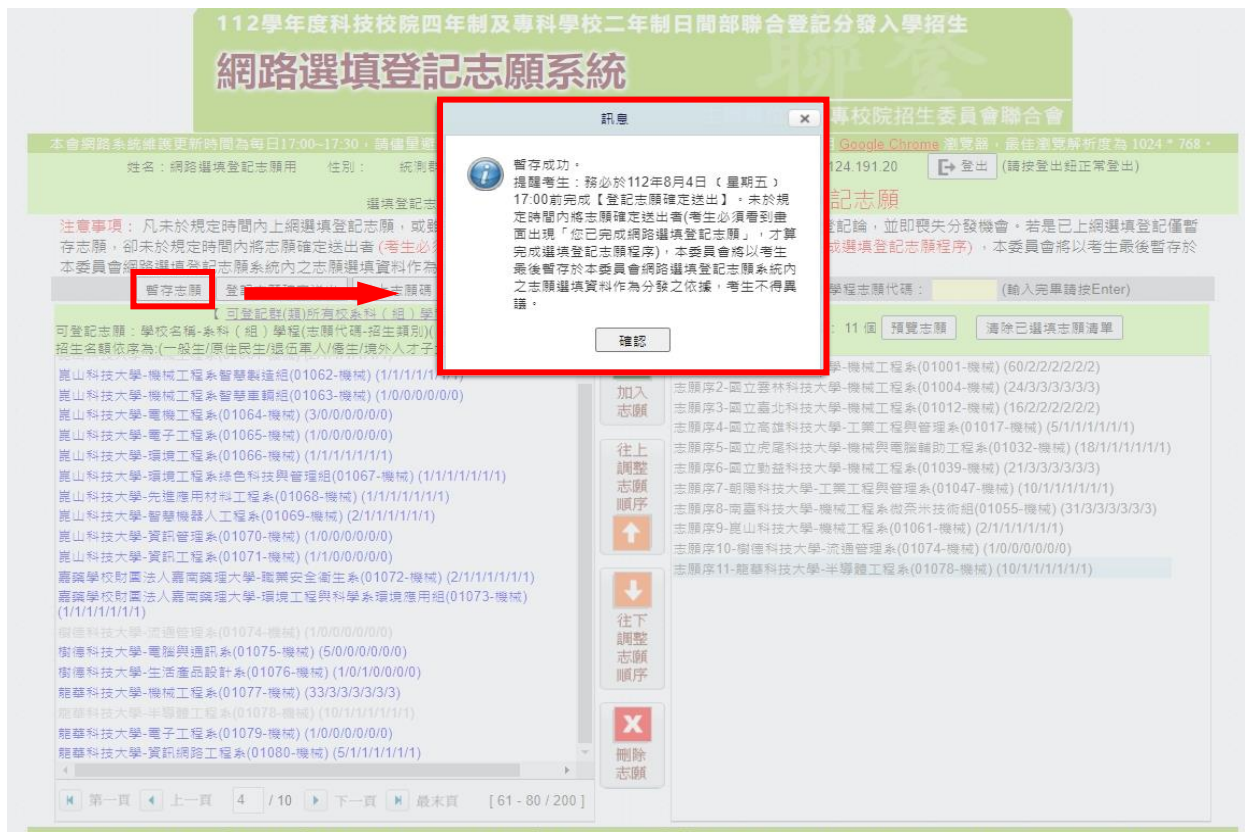 112學年度科技校院四年制及專科學校二年制日間部聯合登記分發入學招生
網路選填登記志願系統
專校院招生委員會聯合會
本會網路系統維護更新時間為每日17:00~17:30，請儘量避
Google Chrome 瀏覽器，最佳瀏覽解析度為 1024 * 768。
姓名：網路選填登記志願用 性別： 統測群
124.191.20 登出 (請按登出鈕正常登出)
選填登記志
記志願
注意事項： 凡未於規定時間內上網選填登記志願，或雖
登記論，並即喪失分發機會。若是已上網選填登記僅暫
存志願，卻未於規定時間內將志願確定送出者(考生必
成選填登記志願程序)，本委員會將以考生最後暫存於
本委員會網路選填登記志願系統內之志願選填資料作為
訊息
暫存成功。
提醒考生：務必於112年8月4日（星期五）
17:00前完成【登記志願確定送出】。未於規
定時間內將志願確定送出者(考生必須看到畫
面出現「您已完成網路選填登記志願」，才算
完成選填登記志願程序)，本委員會將以考生
最後暫存於本委員會網路選填登記志願系統內
之志願選填資料作為分發之依據，考生不得異
議。
確認
暫存志願
志願碼
學程志願代碼： (輸入完畢請按Enter)
【 可登記群(類)所有校系科（組）學
可登記志願：學校名稱-系科（組）學程(志願代碼-招生類別)(
招生名額依序為:(一般生/原住民生/退伍軍人/僑生/境外人才子
： 11 個 預覽志願 清除已選填志願清單
崑山科技大學-機械工程系智慧製造組(01062-機械) (1/1/1/1/1/1/1)
崑山科技大學-機械工程系智慧車輛組(01063-機械) (1/0/0/0/0/0/0)
崑山科技大學-電機工程系(01064-機械) (3/0/0/0/0/0/0)
崑山科技大學-電子工程系(01065-機械) (1/0/0/0/0/0/0)
崑山科技大學-環境工程系(01066-機械) (1/1/1/1/1/1/1)
崑山科技大學-環境工程系綠色科技與管理組(01067-機械) (1/1/1/1/1/1/1)
崑山科技大學-先進應用材料工程系(01068-機械) (1/1/1/1/1/1/1)
崑山科技大學-智慧機器人工程系(01069-機械) (2/1/1/1/1/1/1)
崑山科技大學-資訊管理系(01070-機械) (1/0/0/0/0/0/0)
崑山科技大學-資訊工程系(01071-機械) (1/1/0/0/0/0/0)
嘉藥學校財團法人嘉南藥理大學-職業安全衛生系(01072-機械) (2/1/1/1/1/1/1)
嘉藥學校財團法人嘉南藥理大學-環境工程與科學系環境應用組(01073-機械)
(1/1/1/1/1/1/1)
樹德科技大學-流通管理系(01074-機械) (1/0/0/0/0/0/0)
樹德科技大學-電腦與通訊系(01075-機械) (5/0/0/0/0/0/0)
樹德科技大學-生活產品設計系(01076-機械) (1/0/1/0/0/0/0)
龍華科技大學-機械工程系(01077-機械) (33/3/3/3/3/3/3)
龍華科技大學-半導體工程系(01078-機械) (10/1/1/1/1/1/1)
龍華科技大學-電子工程系(01079-機械) (1/0/0/0/0/0/0)
龍華科技大學-資訊網路工程系(01080-機械) (5/1/1/1/1/1/1)
第一頁 上一頁 4 / 10 下一頁 最末頁 [ 61 - 80 / 200 ]
加入
志願
往上
調整
志願
順序
往下
調整
志願
順序
刪除
志願
學-機械工程系(01001-機械) (60/2/2/2/2/2/2)
志願序2-國立雲林科技大學-機械工程系(01004-機械) (24/3/3/3/3/3/3)
志願序3-國立臺北科技大學-機械工程系(01012-機械) (16/2/2/2/2/2/2)
志願序4-國立高雄科技大學-工業工程與管理系(01017-機械) (5/1/1/1/1/1/1)
志願序5-國立虎尾科技大學-機械與電腦輔助工程系(01032-機械) (18/1/1/1/1/1/1)
志願序6-國立勤益科技大學-機械工程系(01039-機械) (21/3/3/3/3/3/3)
志願序7-朝陽科技大學-工業工程與管理系(01047-機械) (10/1/1/1/1/1/1)
志願序8-南臺科技大學-機械工程系微奈米技術組(01055-機械) (31/3/3/3/3/3/3)
志願序9-崑山科技大學-機械工程系(01061-機械) (2/1/1/1/1/1/1)
志願序10-樹德科技大學-流通管理系(01074-機械) (1/0/0/0/0/0/0)
志願序11-龍華科技大學-半導體工程系(01078-機械) (10/1/1/1/1/1/1)